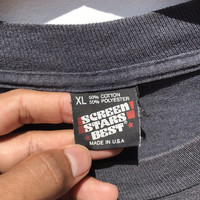 XL 50% COTTON
50% POLYESTER
SCREEN
STARS
BEST
MADE IN U.S.A